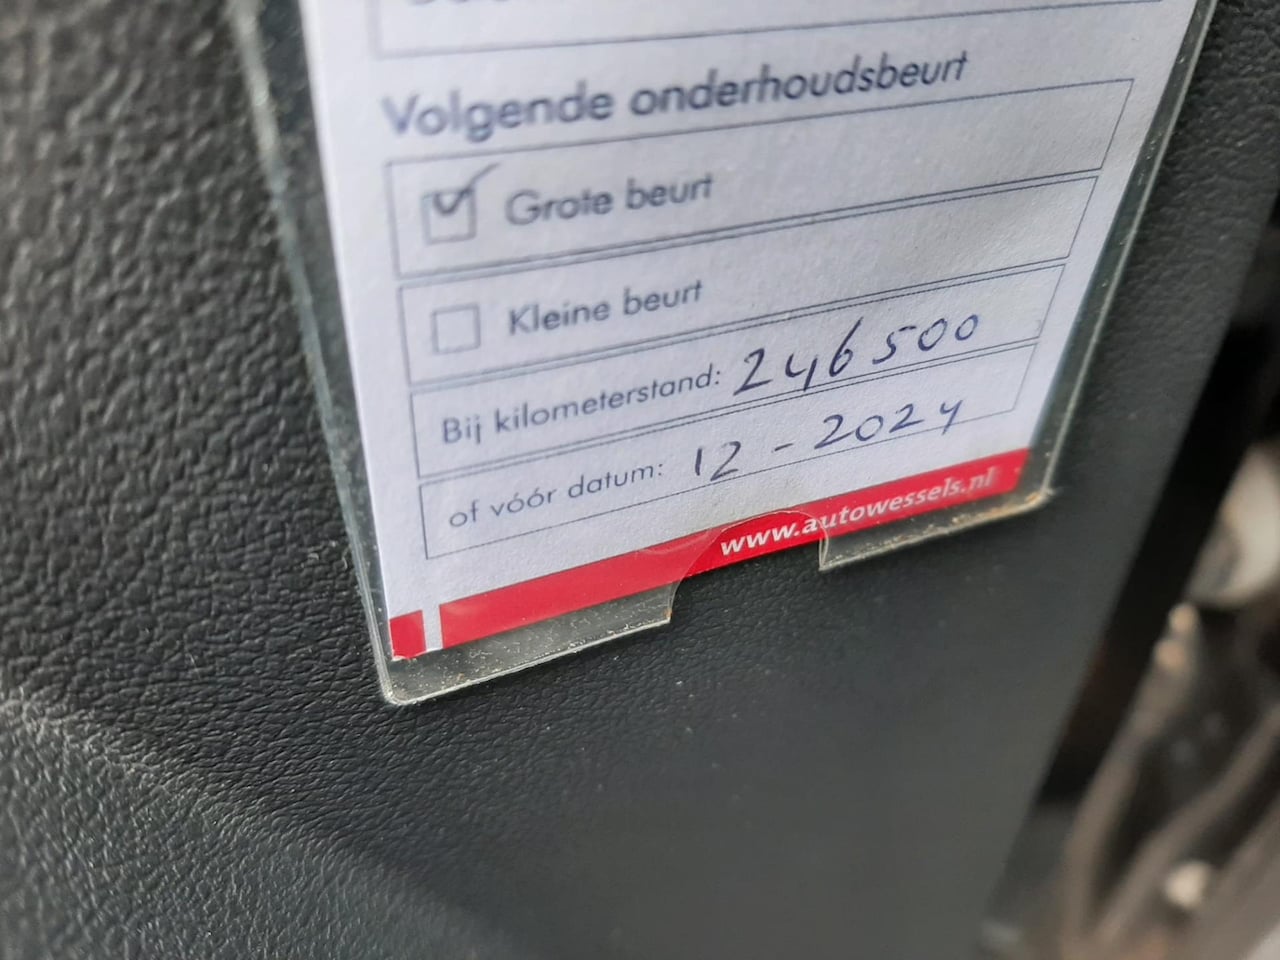 Volgende onderhoudsbeurt
Grote beurt
Kleine beurt
Bij kilometerstand: 246500
of vóór datum: 12-2024
www.autowessels.nl